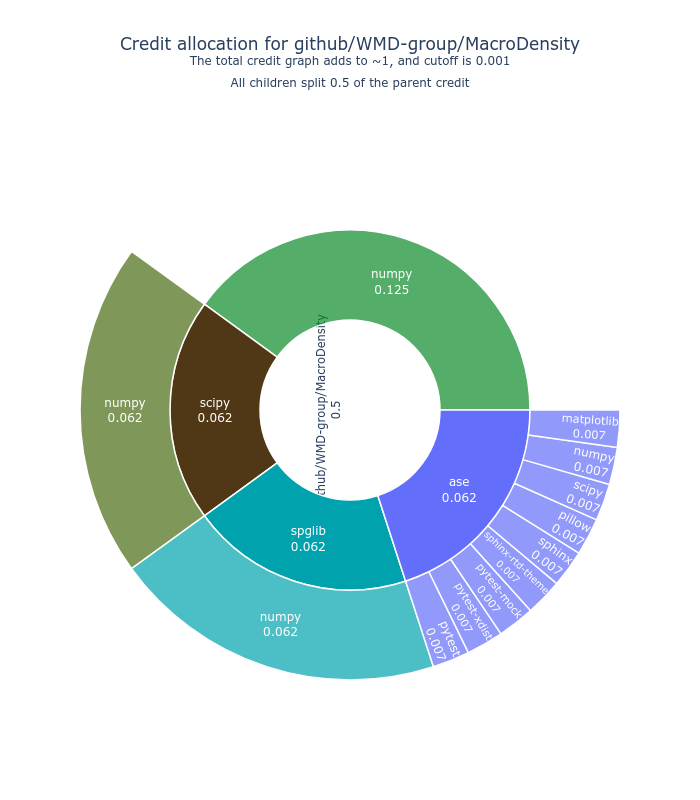 Credit allocation for github/WMD-group/MacroDensity
The total credit graph adds to ~1, and cutoff is 0.001
All children split 0.5 of the parent credit
numpy
0.125
hub/WMD-group/MacroDensity
0.5
scipy
0.062
numpy
0.062
spglib
0.062
numpy
0.062
ase
0.062
matplotlib
0.007
numpy
0.007
scipy
0.007
pillow
0.007
sphinx
0.007
sphinx-rtd-theme
0.007
pytest-mock
0.007
pytest-xdist
0.007
pytest
0.007